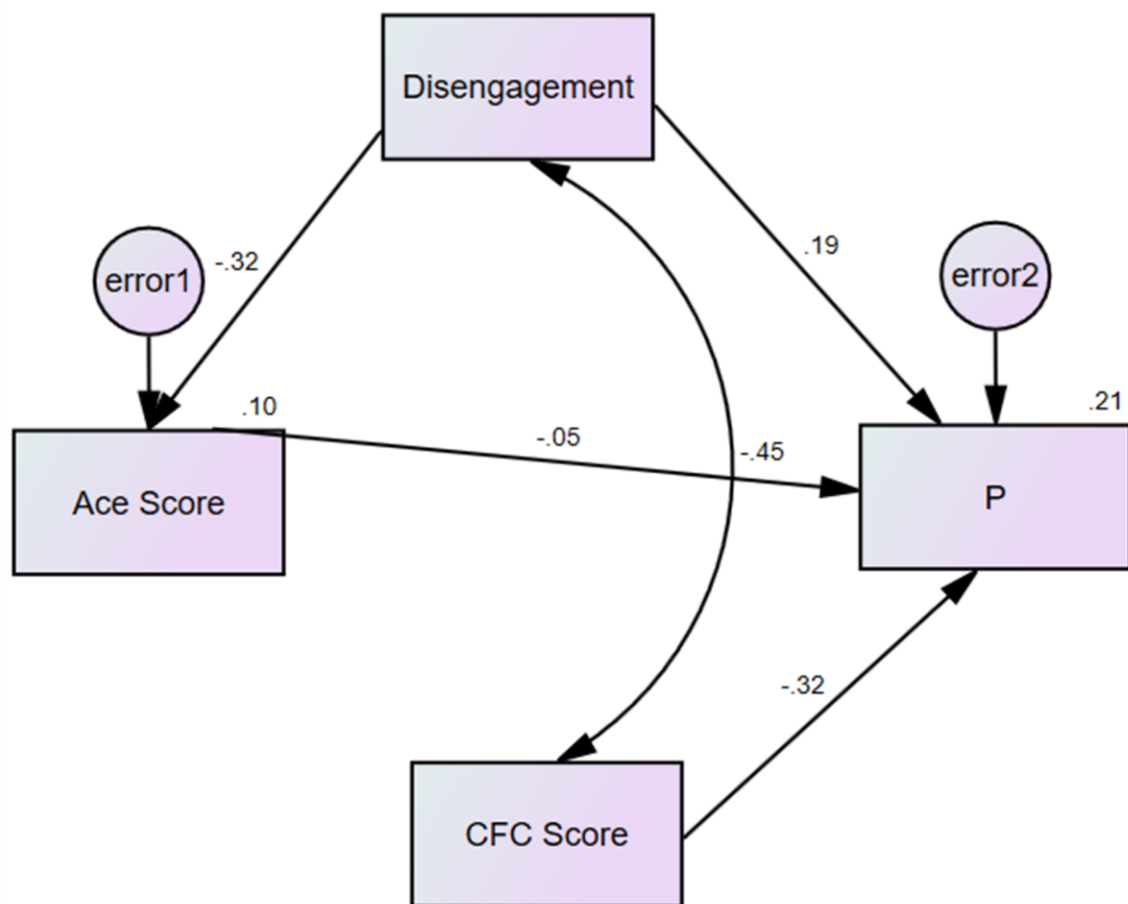 Disengagement
error1
-.32
.19
error2
.10
-.05
-.45
.21
Ace Score
P
-.32
CFC Score